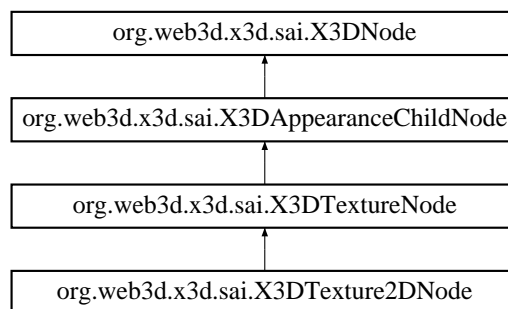 org.web3d.x3d.sai.X3DNode
org.web3d.x3d.sai.X3DAppearanceChildNode
org.web3d.x3d.sai.X3DTextureNode
org.web3d.x3d.sai.X3DTexture2DNode